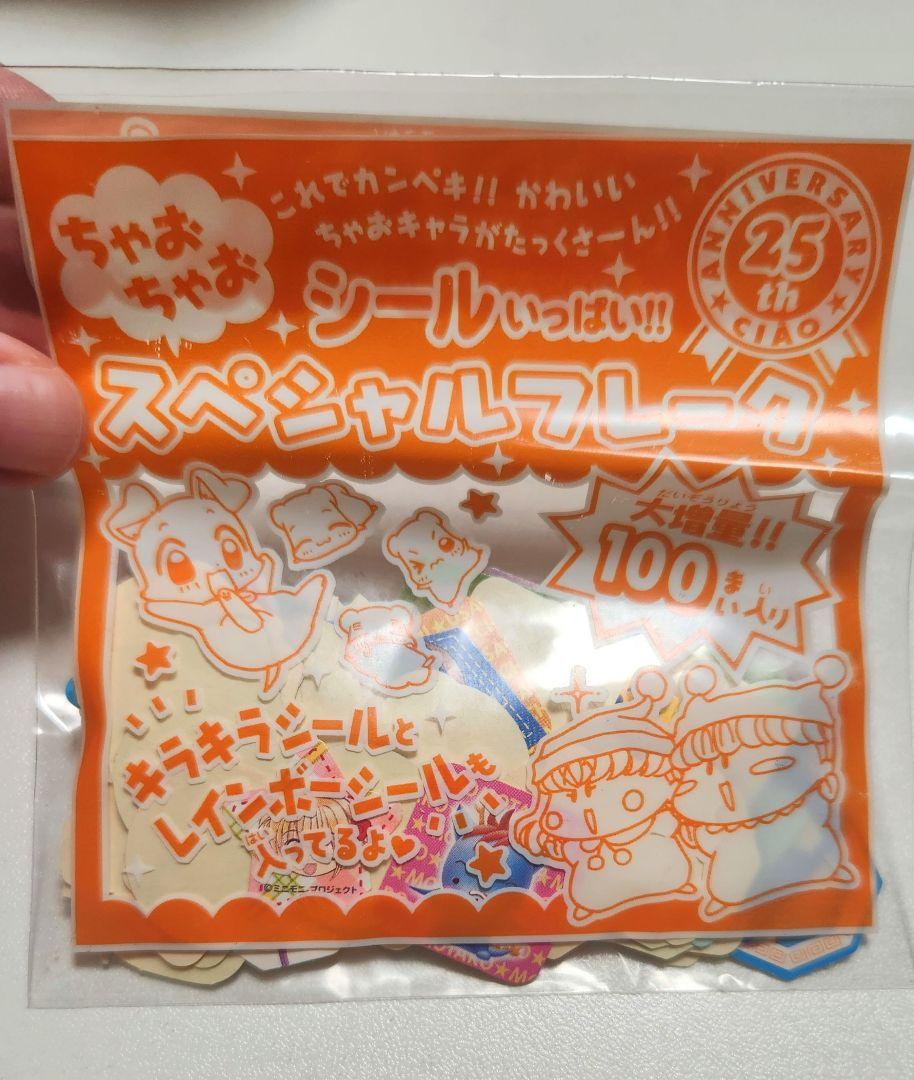 ちゃお
ちゃお
これでカンペキ!! かわいい
ちゃおキャラがたっくさーん!!
ANNIVERSARY
25th
CIAO
シールいっぱい!!
スペシャルフレーク
だいぞうりょう
大増量!!
100まい入り
い
キラキラシールと
レインボーシールも
はい
入ってるよ♥
©ミニモニ。プロジェクト